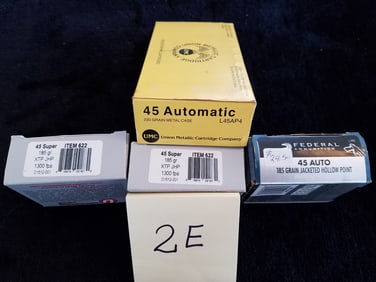 45 Automatic
230 GRAIN METAL CASE L45AP4
UMC Union Metallic Cartridge Company
45 Super ITEM 622
185 gr
XTP JHP
1300 fps
45 Super ITEM 622
185 gr
XTP JHP
1300 fps
FEDERAL
AMMUNITION
45 AUTO
185 GRAIN JACKETED HOLLOW POINT
2E